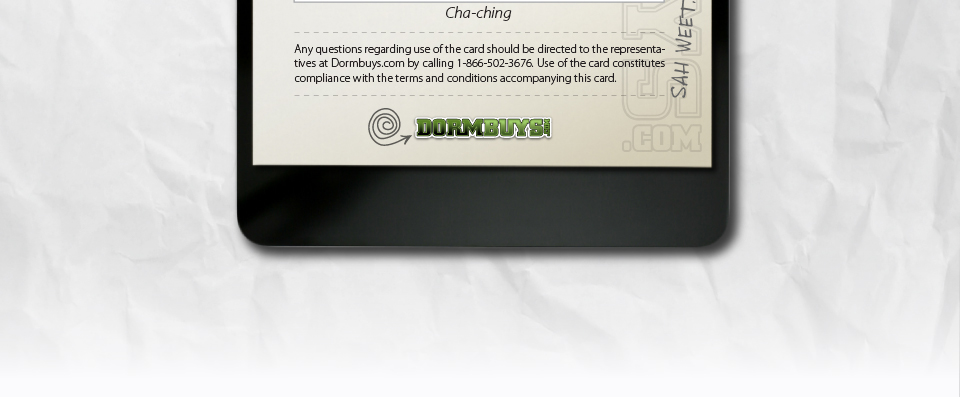 Cha-ching
Any questions regarding use of the card should be directed to the representa-
tives at Dormbuys.com by calling 1-866-502-3676. Use of the card constitutes
compliance with the terms and conditions accompanying this card.
SAH WEET.
DORMBUYS
.COM